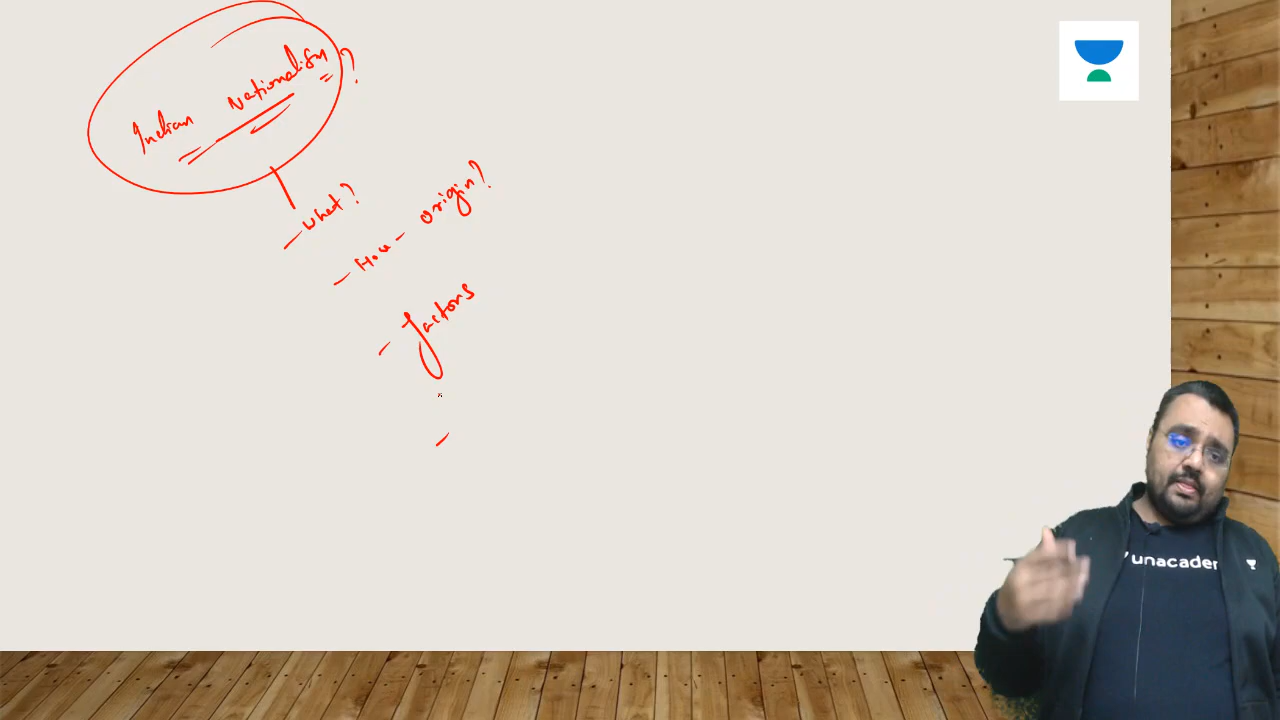 Indian Nationalism?
- What?
- How - origin?
- factors
-
unacadem